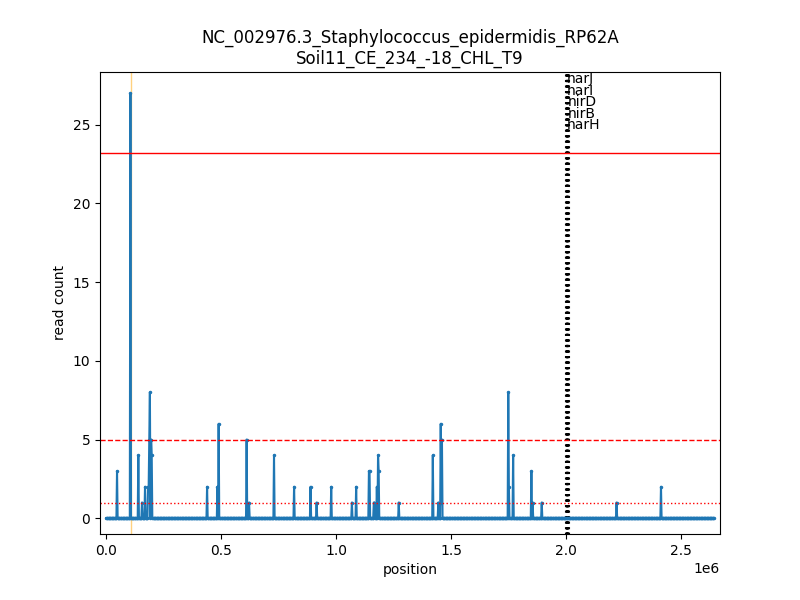 NC_002976.3_Staphylococcus_epidermidis_RP62A
Soil11_CE_234_-18_CHL_T9
narJ
narI
nirD
nirB
narH
25
20
15
10
5
0
read count
0.0 0.5 1.0 1.5 2.0 2.5
1e6
position